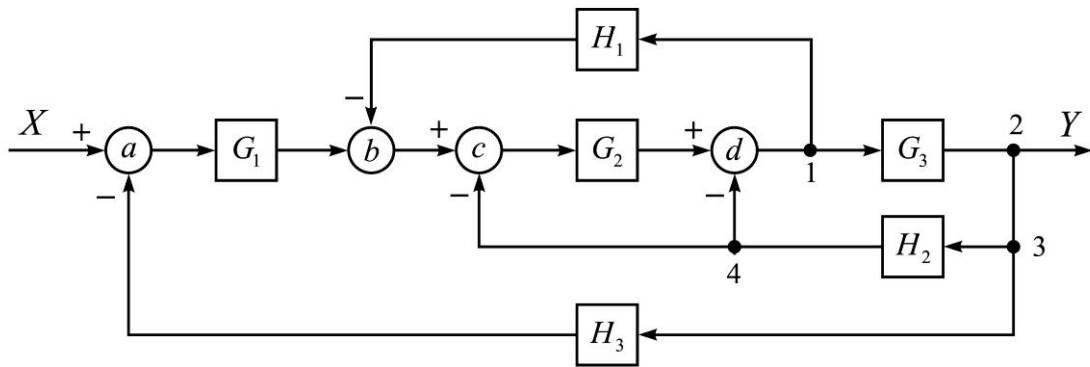 H₁
−
X + a G₁ b + c G₂ + d 1 G₃ 2 Y
− − −
4 H₂ 3
H₃